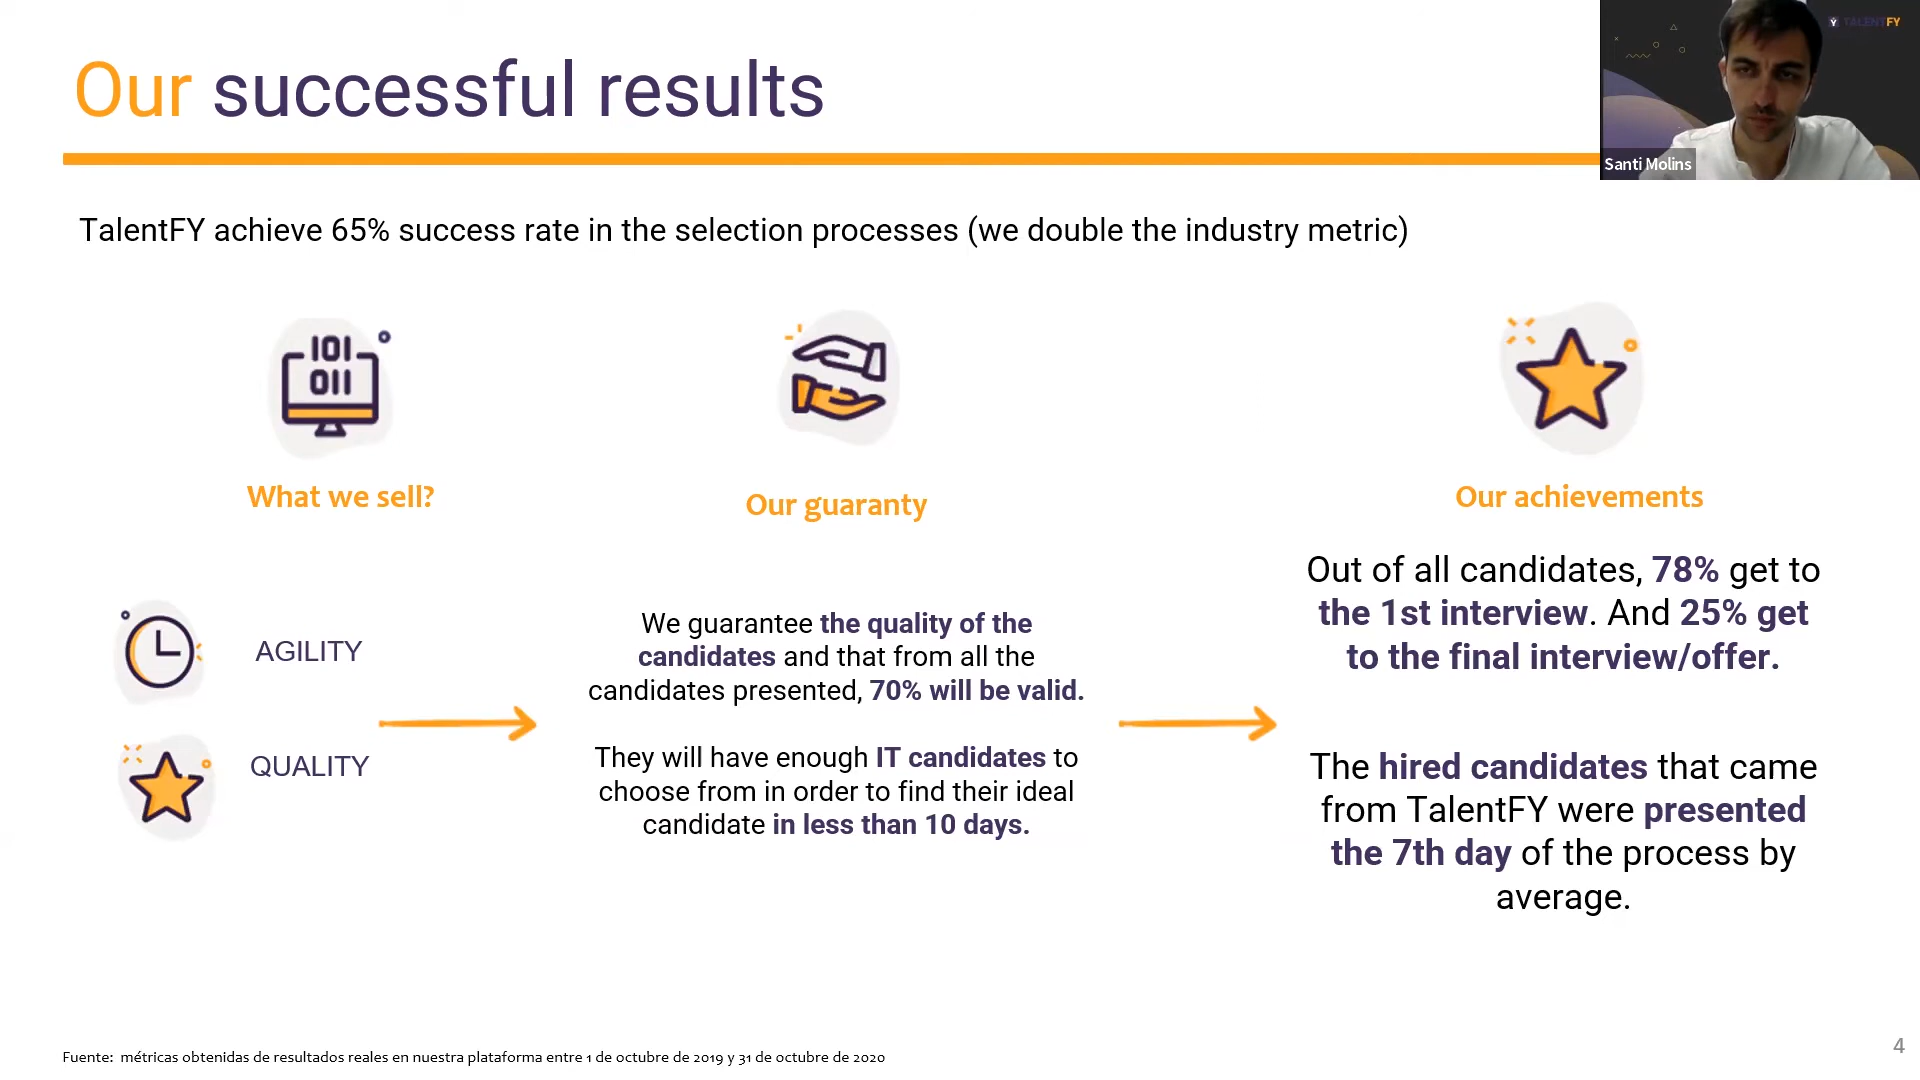 Our successful results
TALENTFY
Santi Molins
TalentFY achieve 65% success rate in the selection processes (we double the industry metric)
101
011
What we sell?
AGILITY
QUALITY
Our guaranty
We guarantee the quality of the
candidates and that from all the
candidates presented, 70% will be valid.
They will have enough IT candidates to
choose from in order to find their ideal
candidate in less than 10 days.
Our achievements
Out of all candidates, 78% get to
the 1st interview. And 25% get
to the final interview/offer.
The hired candidates that came
from TalentFY were presented
the 7th day of the process by
average.
Fuente: métricas obtenidas de resultados reales en nuestra plataforma entre 1 de octubre de 2019 y 31 de octubre de 2020
4